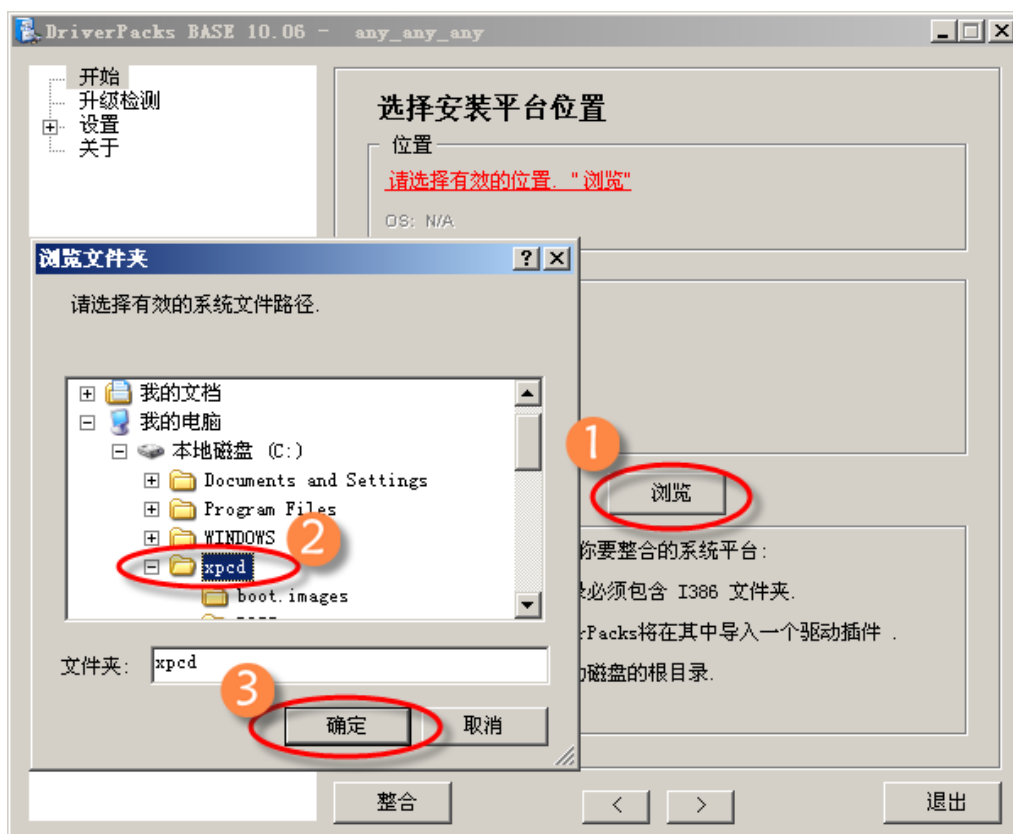 DriverPacks BASE 10.06 - any_any_any
开始
升级检测
设置
关于
选择安装平台位置
位置
请选择有效的位置. "浏览"
OS: N/A
浏览文件夹
请选择有效的系统文件路径.
我的文档
我的电脑
本地磁盘 (C:)
Documents and Settings
Program Files
WINDOWS
xpcd
boot.images
文件夹:
xpcd
确定
取消
1
2
3
浏览
你要整合的系统平台:
必须包含 I386 文件夹.
rPacks将在其中导入一个驱动插件 .
磁盘的根目录.
整合
<
>
退出